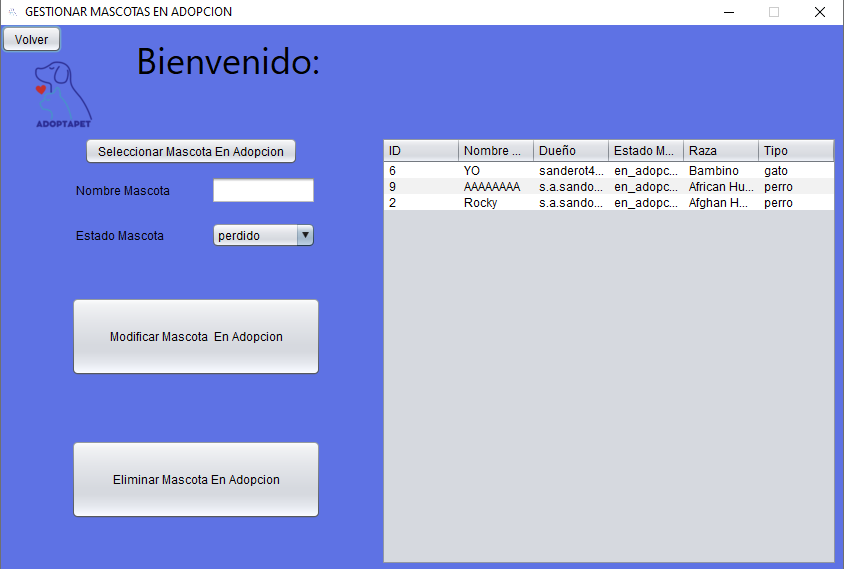 GESTIONAR MASCOTAS EN ADOPCION
Volver
Bienvenido:
ADOPTAPET
Seleccionar Mascota En Adopcion
Nombre Mascota
Estado Mascota perdido
Modificar Mascota En Adopcion
Eliminar Mascota En Adopcion
ID Nombre ... Dueño Estado M... Raza Tipo
6 YO sanderot4... en_adopc... Bambino gato
9 AAAAAAAA s.a.sando... en_adopc... African Hu... perro
2 Rocky s.a.sando... en_adopc... Afghan H... perro